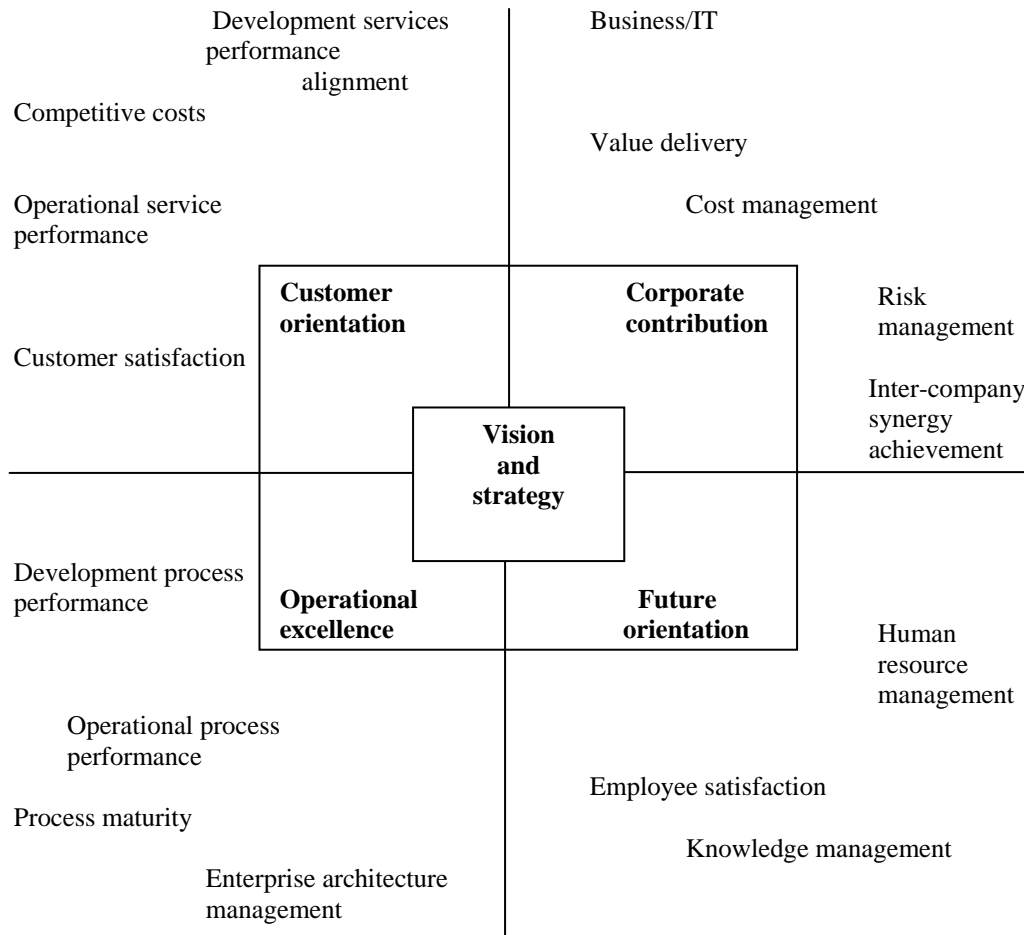 Development services
performance
alignment
Business/IT
Competitive costs
Value delivery
Operational service
performance
Cost management
Customer
orientation
Corporate
contribution
Risk
management
Customer satisfaction
Inter-company
synergy
achievement
Vision
and
strategy
Development process
performance
Operational
excellence
Future
orientation
Human
resource
management
Operational process
performance
Employee satisfaction
Process maturity
Knowledge management
Enterprise architecture
management